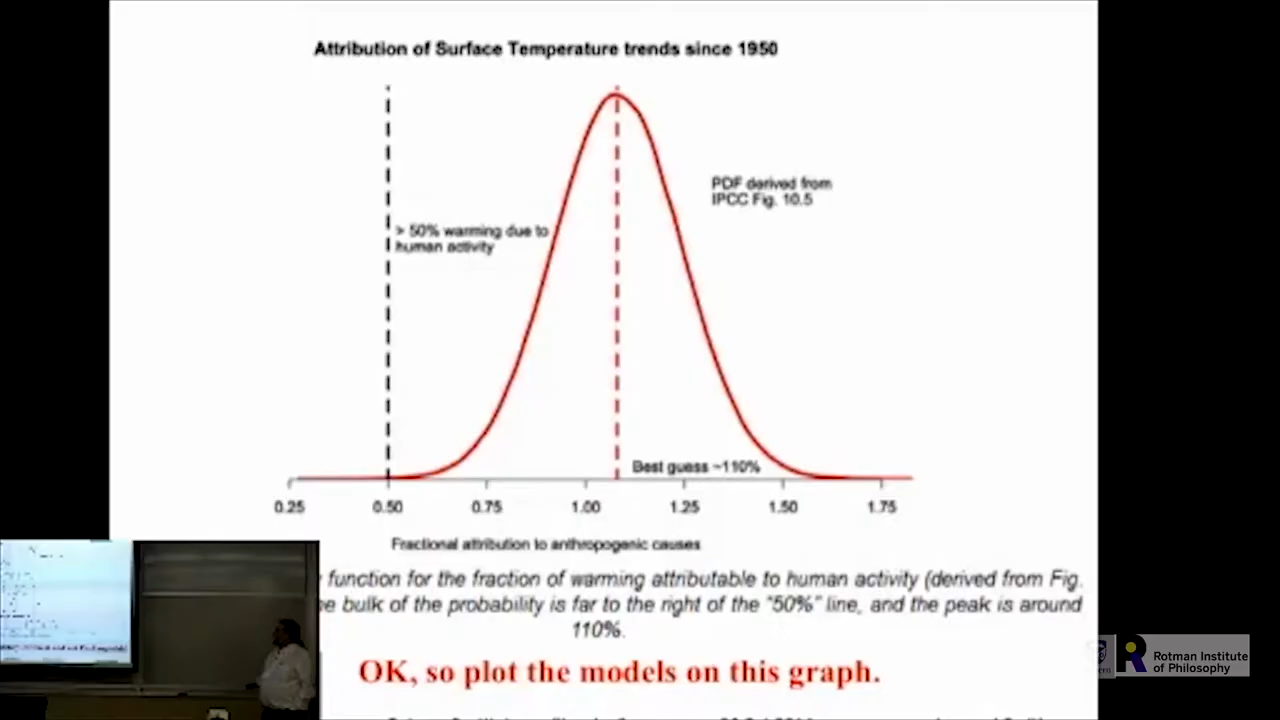 Attribution of Surface Temperature trends since 1950
PDF derived from
IPCC Fig. 10.5
> 50% warming due to
human activity
Best guess ~110%
0.25 0.50 0.75 1.00 1.25 1.50 1.75
Fractional attribution to anthropogenic causes
function for the fraction of warming attributable to human activity (derived from Fig.
bulk of the probability is far to the right of the "50%" line, and the peak is around
110%.
OK, so plot the models on this graph.
Rotman Institute
of Philosophy